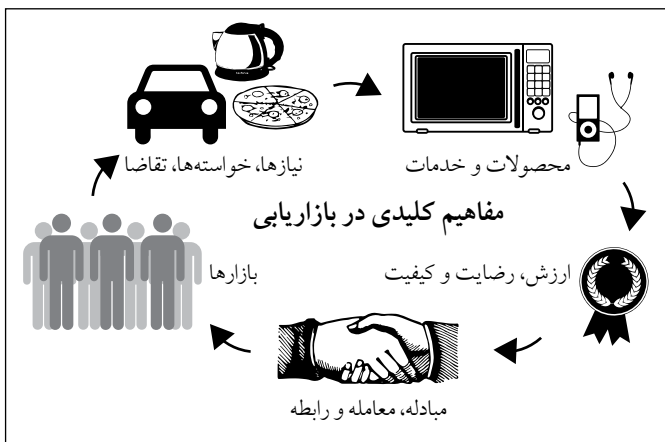 نیازها، خواسته‌ها، تقاضا
محصولات و خدمات
مفاهیم کلیدی در بازاریابی
ارزش، رضایت و کیفیت
بازارها
مبادله، معامله و رابطه